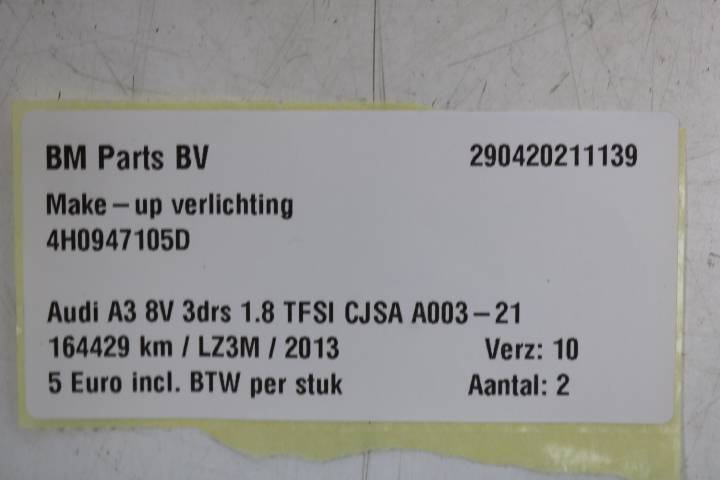 BM Parts BV 290420211139
Make-up verlichting
4H0947105D
Audi A3 8V 3drs 1.8 TFSI CJSA A003-21
164429 km / LZ3M / 2013 Verz: 10
5 Euro incl. BTW per stuk Aantal: 2